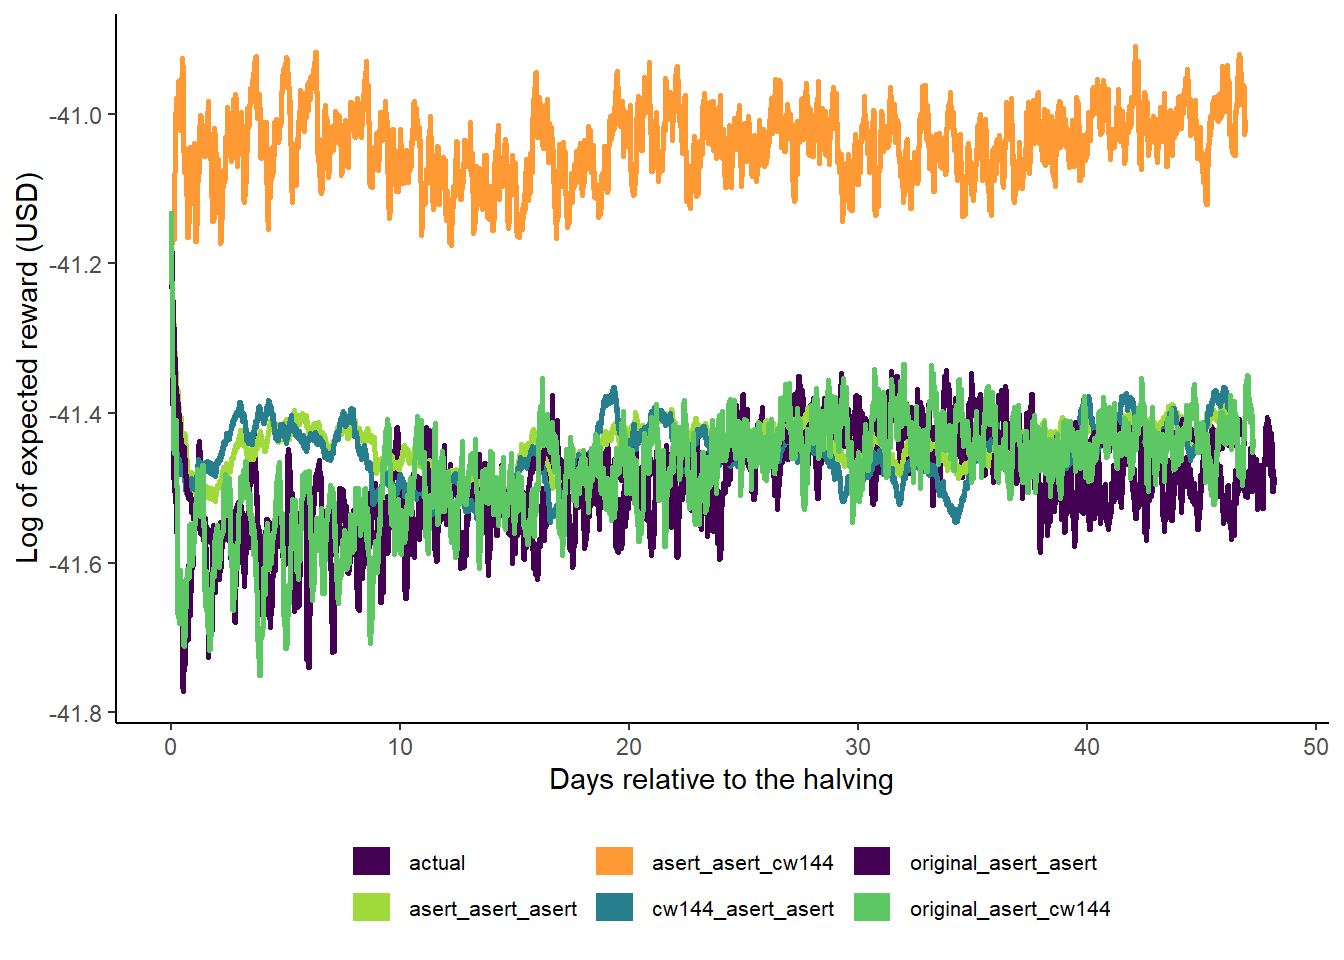 Log of expected reward (USD)
-41.0
-41.2
-41.4
-41.6
-41.8
0 10 20 30 40 50
Days relative to the halving
actual asert_asert_cw144 original_asert_asert
asert_asert_asert cw144_asert_asert original_asert_cw144